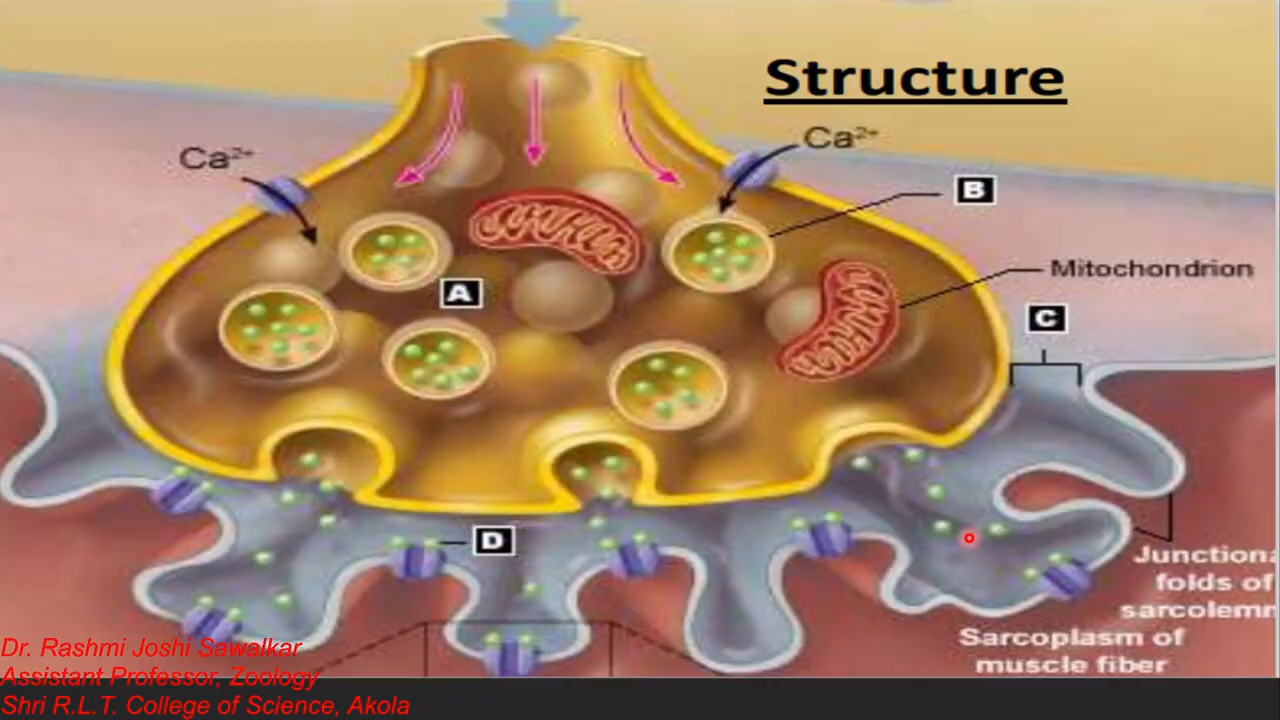 Structure
Ca²⁺
Ca²⁺
B
Mitochondrion
A
C
D
Junctiona
folds of
sarcolemn
Sarcoplasm of
muscle fiber
Dr. Rashmi Joshi Sawalkar
Assistant Professor, Zoology
Shri R.L.T. College of Science, Akola